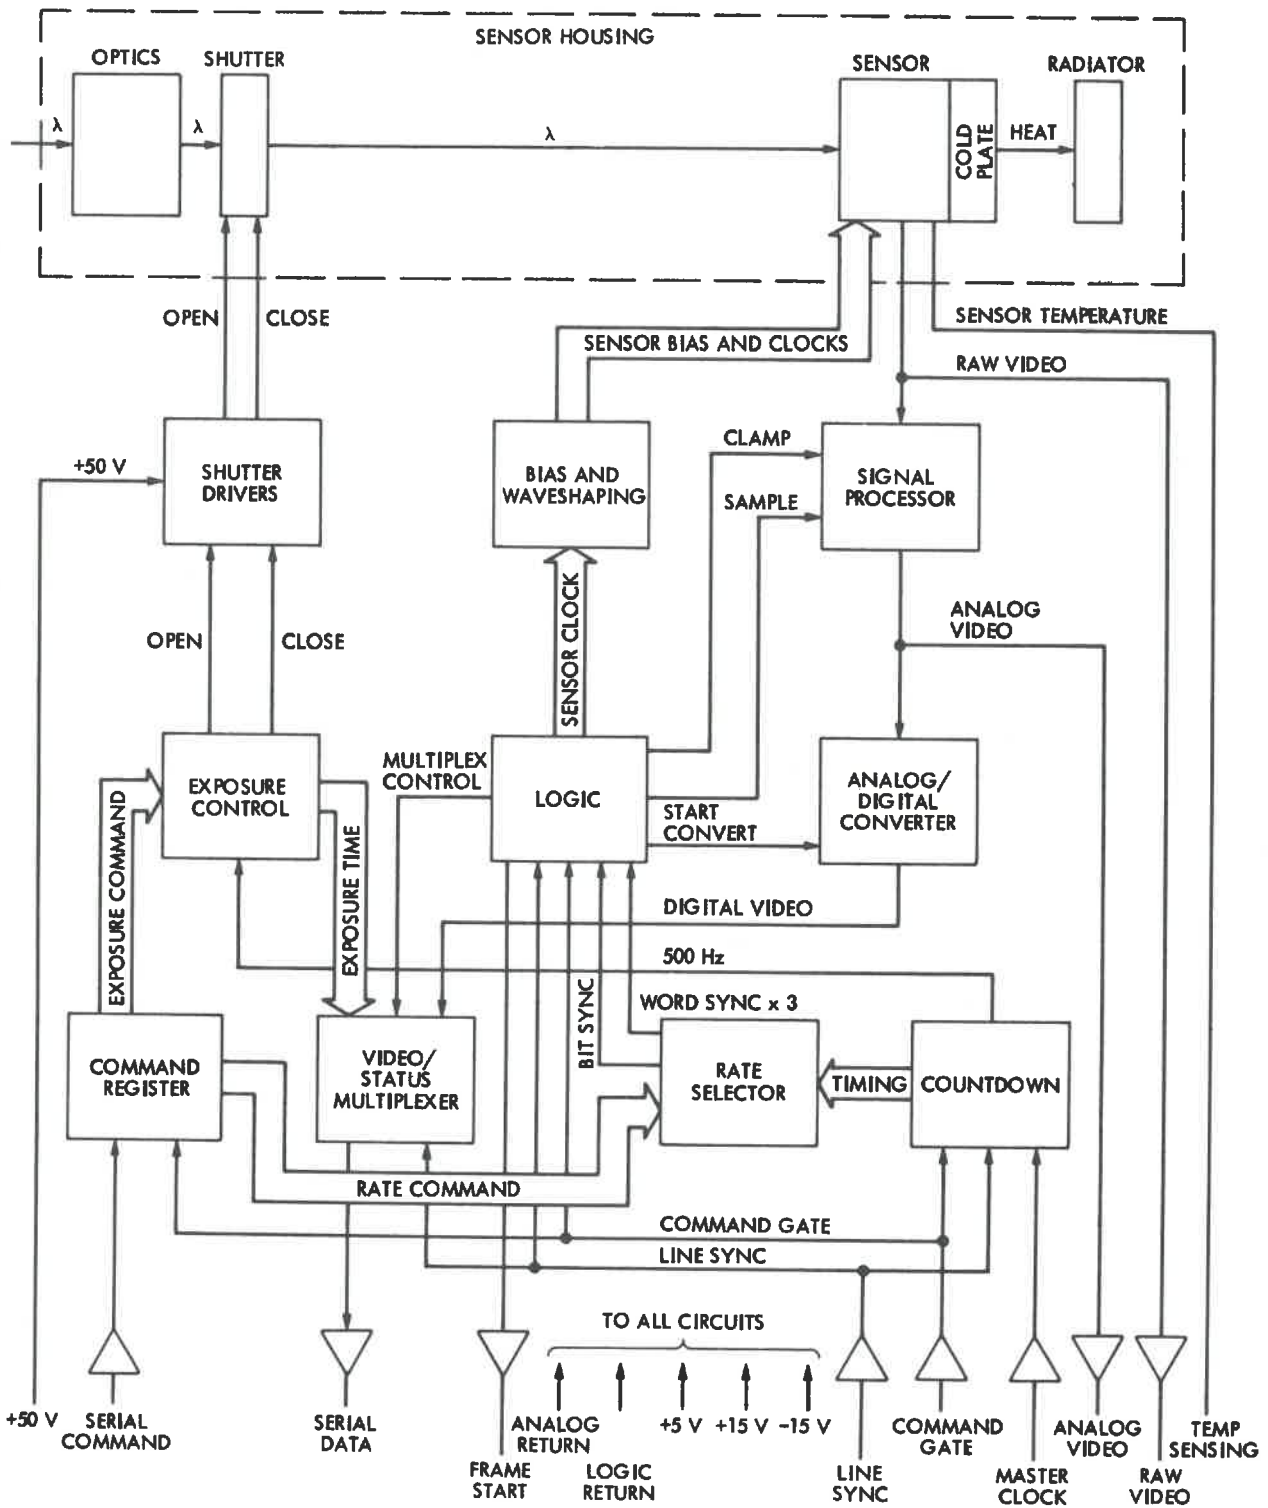 SENSOR HOUSING
OPTICS
SHUTTER
SENSOR
RADIATOR
λ
λ
λ
COLD
PLATE
HEAT
OPEN
CLOSE
SENSOR TEMPERATURE
SENSOR BIAS AND CLOCKS
RAW VIDEO
+50 V
SHUTTER
DRIVERS
BIAS AND
WAVESHAPING
CLAMP
SAMPLE
SIGNAL
PROCESSOR
OPEN
CLOSE
SENSOR CLOCK
ANALOG
VIDEO
EXPOSURE COMMAND
EXPOSURE
CONTROL
EXPOSURE TIME
MULTIPLEX
CONTROL
LOGIC
START
CONVERT
ANALOG/
DIGITAL
CONVERTER
DIGITAL VIDEO
500 Hz
BIT SYNC
WORD SYNC x 3
COMMAND
REGISTER
VIDEO/
STATUS
MULTIPLEXER
RATE
SELECTOR
TIMING
COUNTDOWN
RATE COMMAND
COMMAND GATE
LINE SYNC
TO ALL CIRCUITS
+50 V
SERIAL
COMMAND
SERIAL
DATA
FRAME
START
ANALOG
RETURN
LOGIC
RETURN
+5 V
+15 V
-15 V
LINE
SYNC
COMMAND
GATE
MASTER
CLOCK
ANALOG
VIDEO
RAW
VIDEO
TEMP
SENSING